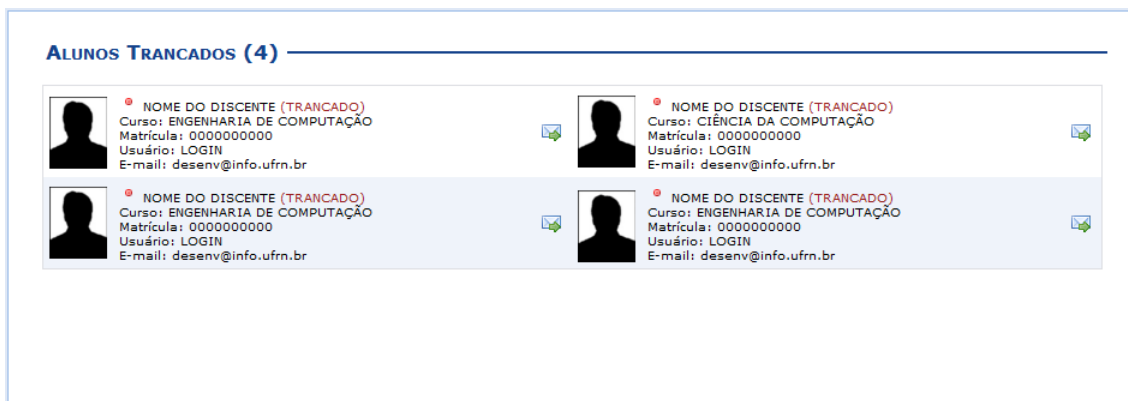 ALUNOS TRANCADOS (4)
NOME DO DISCENTE (TRANCADO)
Curso: ENGENHARIA DE COMPUTAÇÃO
Matrícula: 0000000000
Usuário: LOGIN
E-mail: desenv@info.ufrn.br
NOME DO DISCENTE (TRANCADO)
Curso: CIÊNCIA DA COMPUTAÇÃO
Matrícula: 0000000000
Usuário: LOGIN
E-mail: desenv@info.ufrn.br
NOME DO DISCENTE (TRANCADO)
Curso: ENGENHARIA DE COMPUTAÇÃO
Matrícula: 0000000000
Usuário: LOGIN
E-mail: desenv@info.ufrn.br
NOME DO DISCENTE (TRANCADO)
Curso: ENGENHARIA DE COMPUTAÇÃO
Matrícula: 0000000000
Usuário: LOGIN
E-mail: desenv@info.ufrn.br